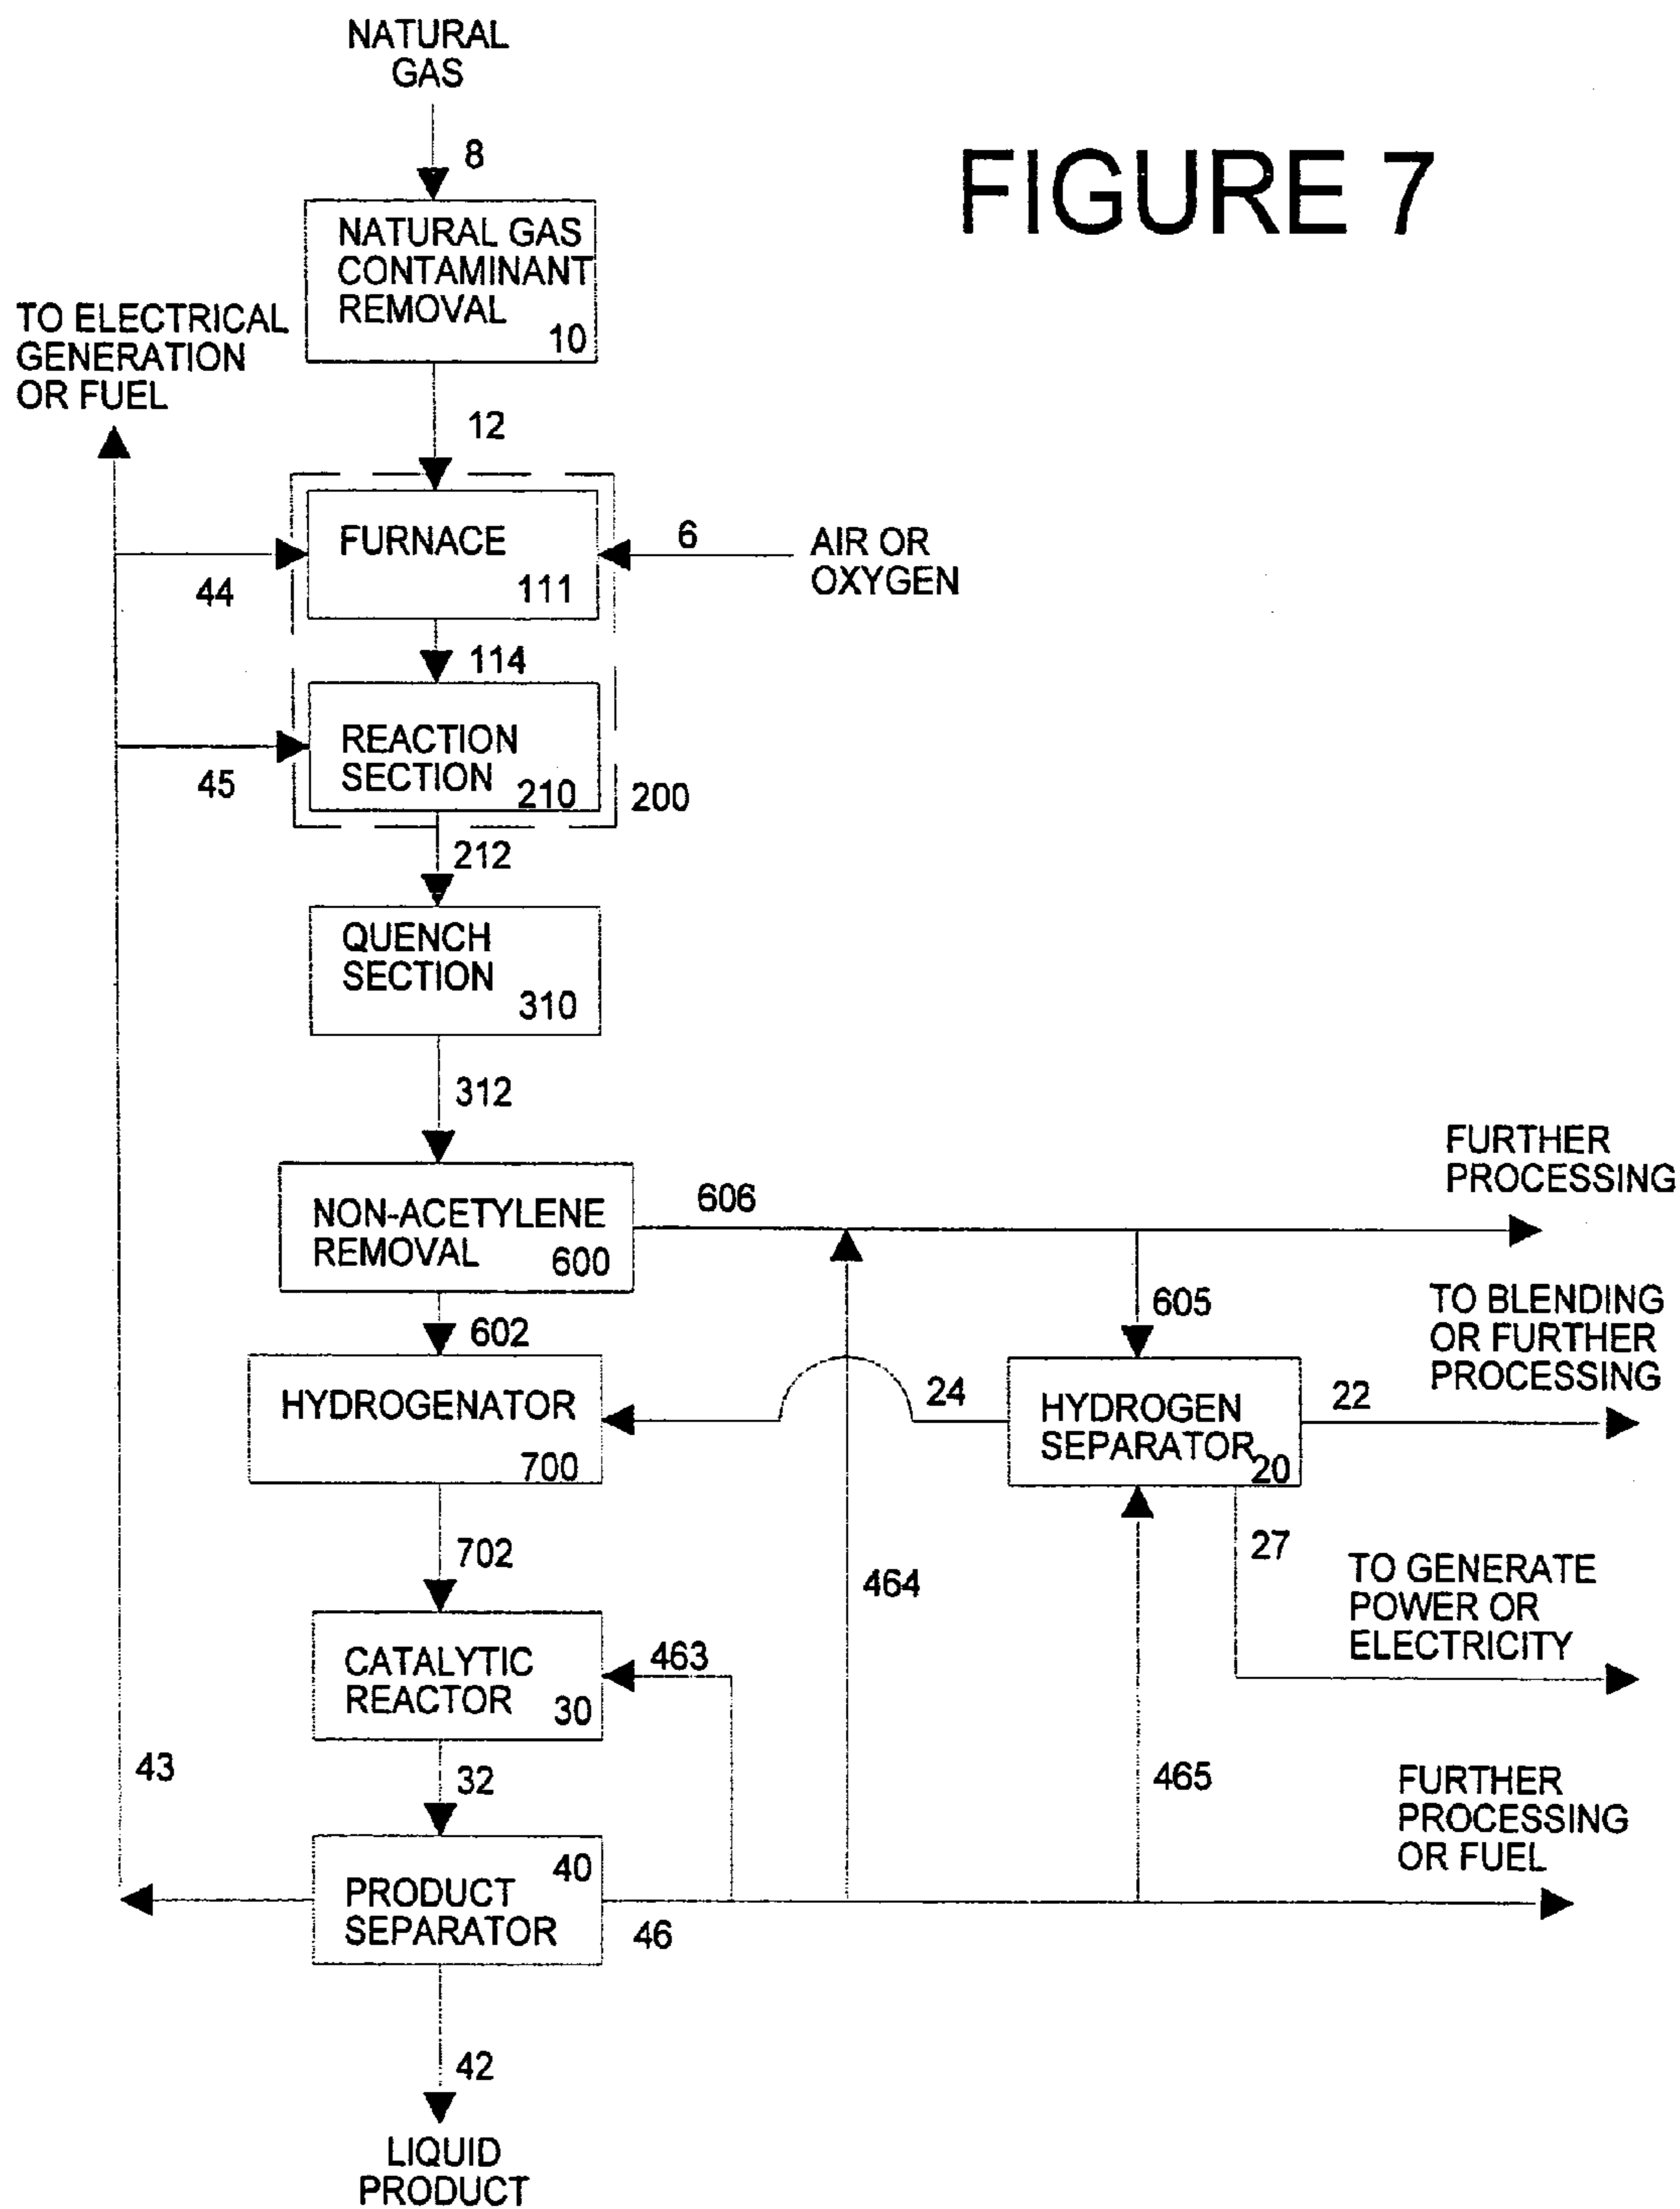 NATURAL
GAS
8
FIGURE 7
NATURAL GAS
CONTAMINANT
REMOVAL
10
TO ELECTRICAL
GENERATION
OR FUEL
12
FURNACE
111
6
AIR OR
OXYGEN
44
114
REACTION
SECTION
210
200
45
212
QUENCH
SECTION
310
312
NON-ACETYLENE
REMOVAL
600
606
FURTHER
PROCESSING
605
602
TO BLENDING
OR FURTHER
PROCESSING
HYDROGENATOR
700
24
HYDROGEN
SEPARATOR
20
22
27
702
464
TO GENERATE
POWER OR
ELECTRICITY
CATALYTIC
REACTOR
30
463
43
32
465
FURTHER
PROCESSING
OR FUEL
40
PRODUCT
SEPARATOR
46
42
LIQUID
PRODUCT